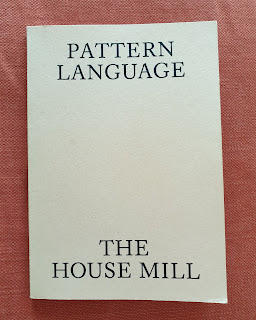 PATTERN
LANGUAGE
THE
HOUSE MILL